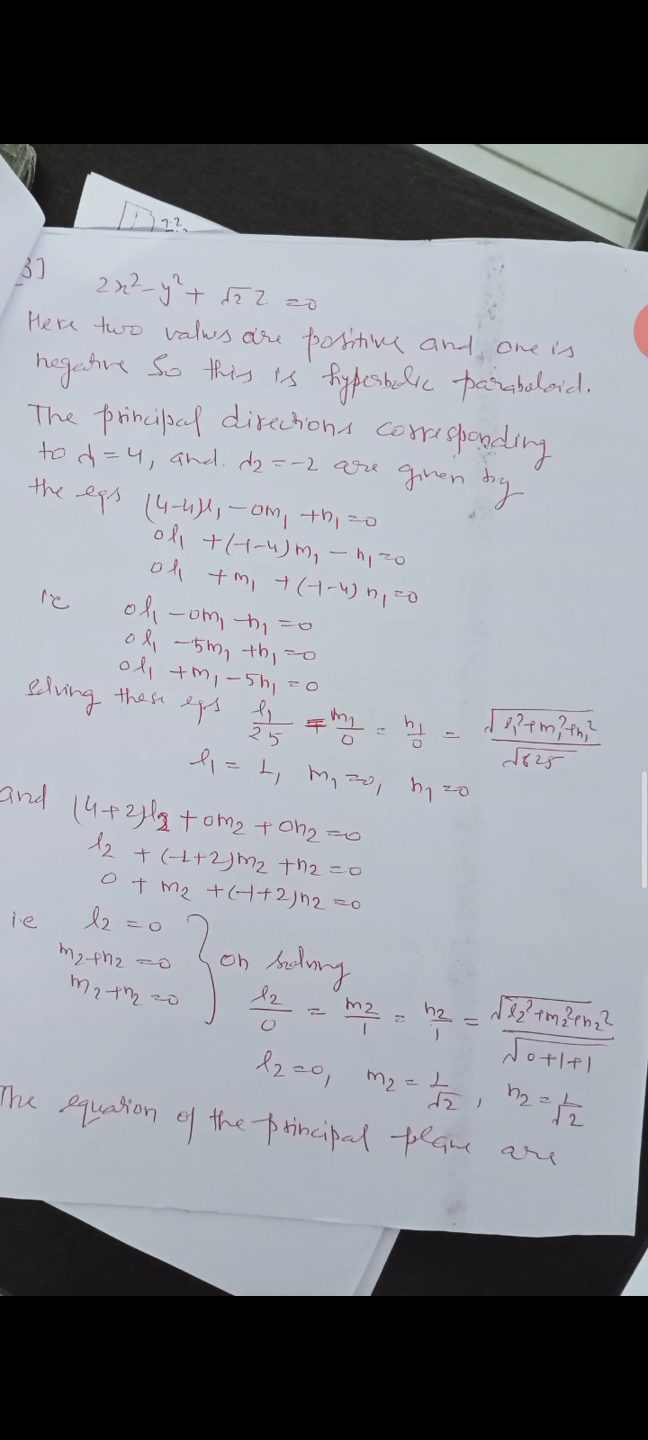 3]
2x² - y² + √2 Z = 0
Here two values are positive and one is
negative so this is hyperbolic paraboloid.
The principal directions corresponding
to d = 4, and d2 = -2 are given by
the eqs (4-4)l₁ - 0m₁ + n₁ = 0
0l₁ + (-1-4)m₁ - n₁ = 0
0l₁ + m₁ + (-1-4)n₁ = 0
ie 0l₁ - 0m₁ - n₁ = 0
0l₁ - 5m₁ + n₁ = 0
0l₁ + m₁ - 5n₁ = 0
solving these eqs l₁/25 = m₁/0 = n₁/0 = √(l₁²+m₁²+n₁²)/√625
l₁ = 1, m₁ = 0, n₁ = 0
and (4+2)l2 + 0m2 + 0n2 = 0
l2 + (-1+2)m2 + n2 = 0
0 + m2 + (-1+2)n2 = 0
i.e l2 = 0
m2 + n2 = 0
m2 + n2 = 0 } on solving
l2/0 = m2/1 = n2/1 = √(l2²+m2²+n2²)/√(0+1+1)
l2 = 0, m2 = 1/√2, n2 = 1/√2
The equation of the principal plane are